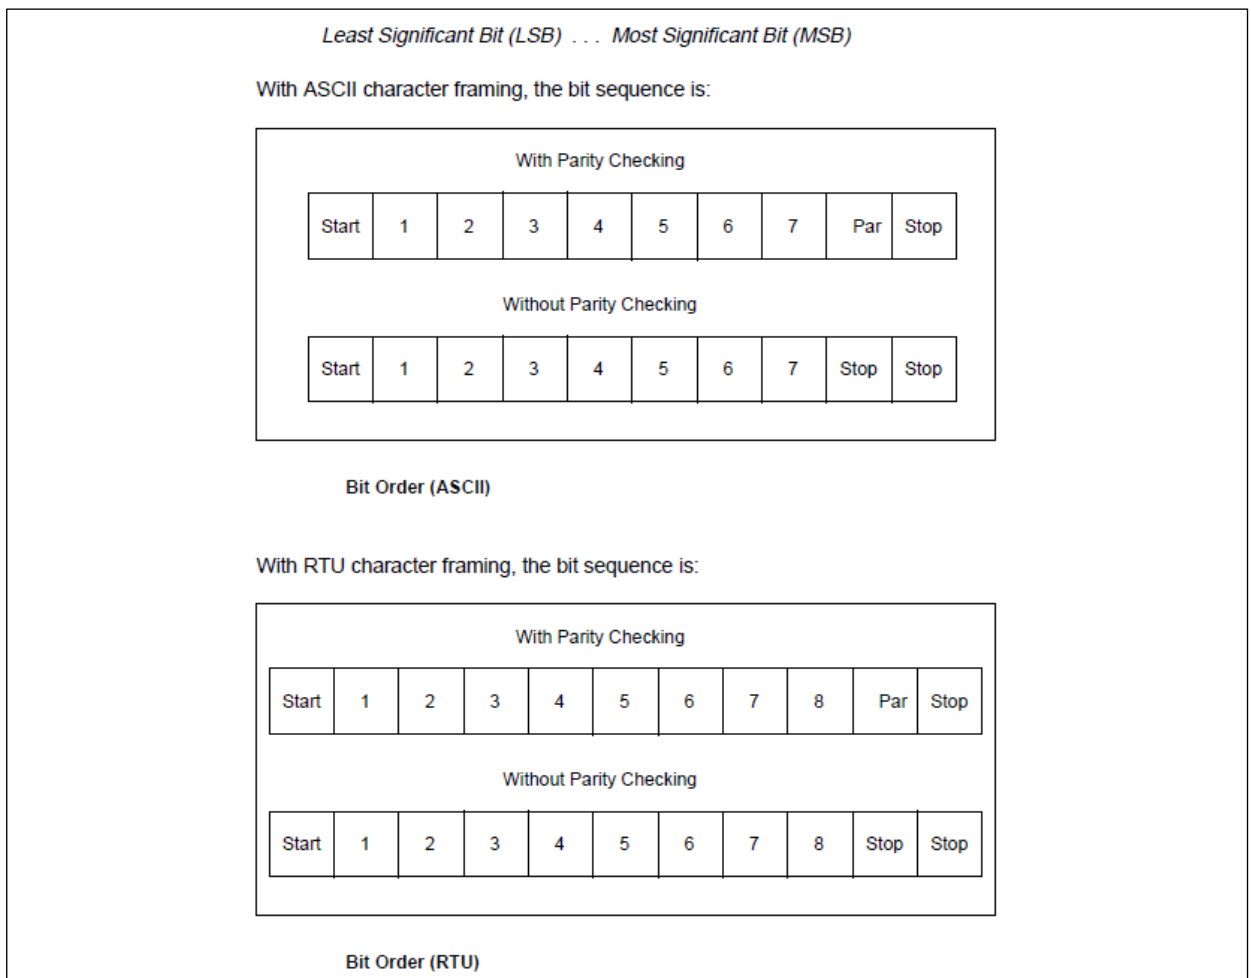 Least Significant Bit (LSB) . . . Most Significant Bit (MSB)
With ASCII character framing, the bit sequence is:
With Parity Checking
Start 1 2 3 4 5 6 7 Par Stop
Without Parity Checking
Start 1 2 3 4 5 6 7 Stop Stop
Bit Order (ASCII)
With RTU character framing, the bit sequence is:
With Parity Checking
Start 1 2 3 4 5 6 7 8 Par Stop
Without Parity Checking
Start 1 2 3 4 5 6 7 8 Stop Stop
Bit Order (RTU)